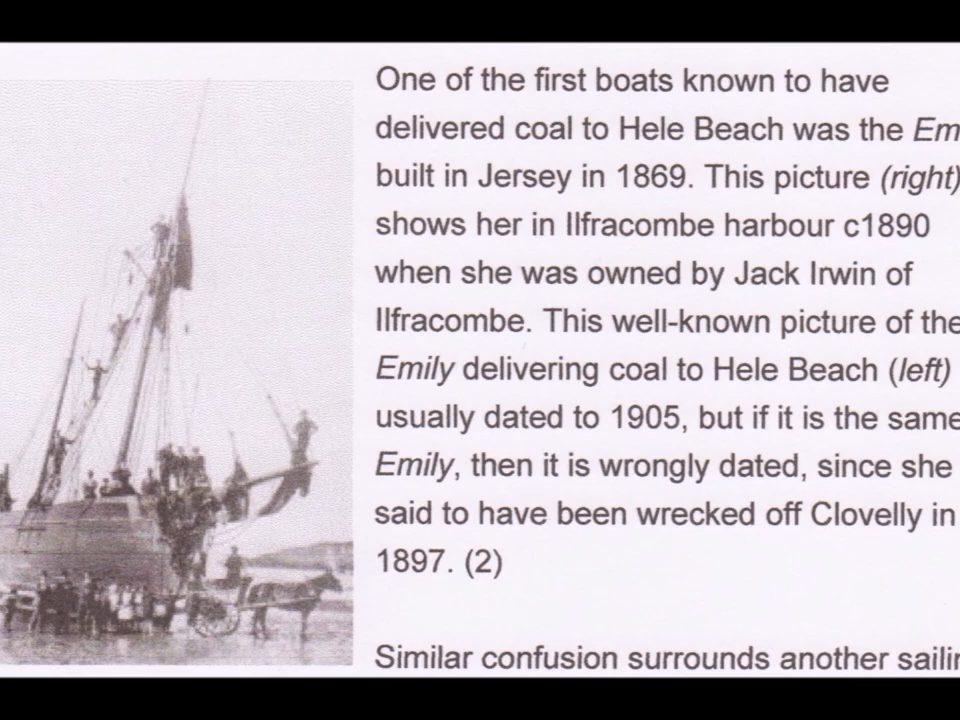 One of the first boats known to have
delivered coal to Hele Beach was the Em
built in Jersey in 1869. This picture (right)
shows her in Ilfracombe harbour c1890
when she was owned by Jack Irwin of
Ilfracombe. This well-known picture of the
Emily delivering coal to Hele Beach (left)
usually dated to 1905, but if it is the same
Emily, then it is wrongly dated, since she
said to have been wrecked off Clovelly in
1897. (2)
Similar confusion surrounds another sailin